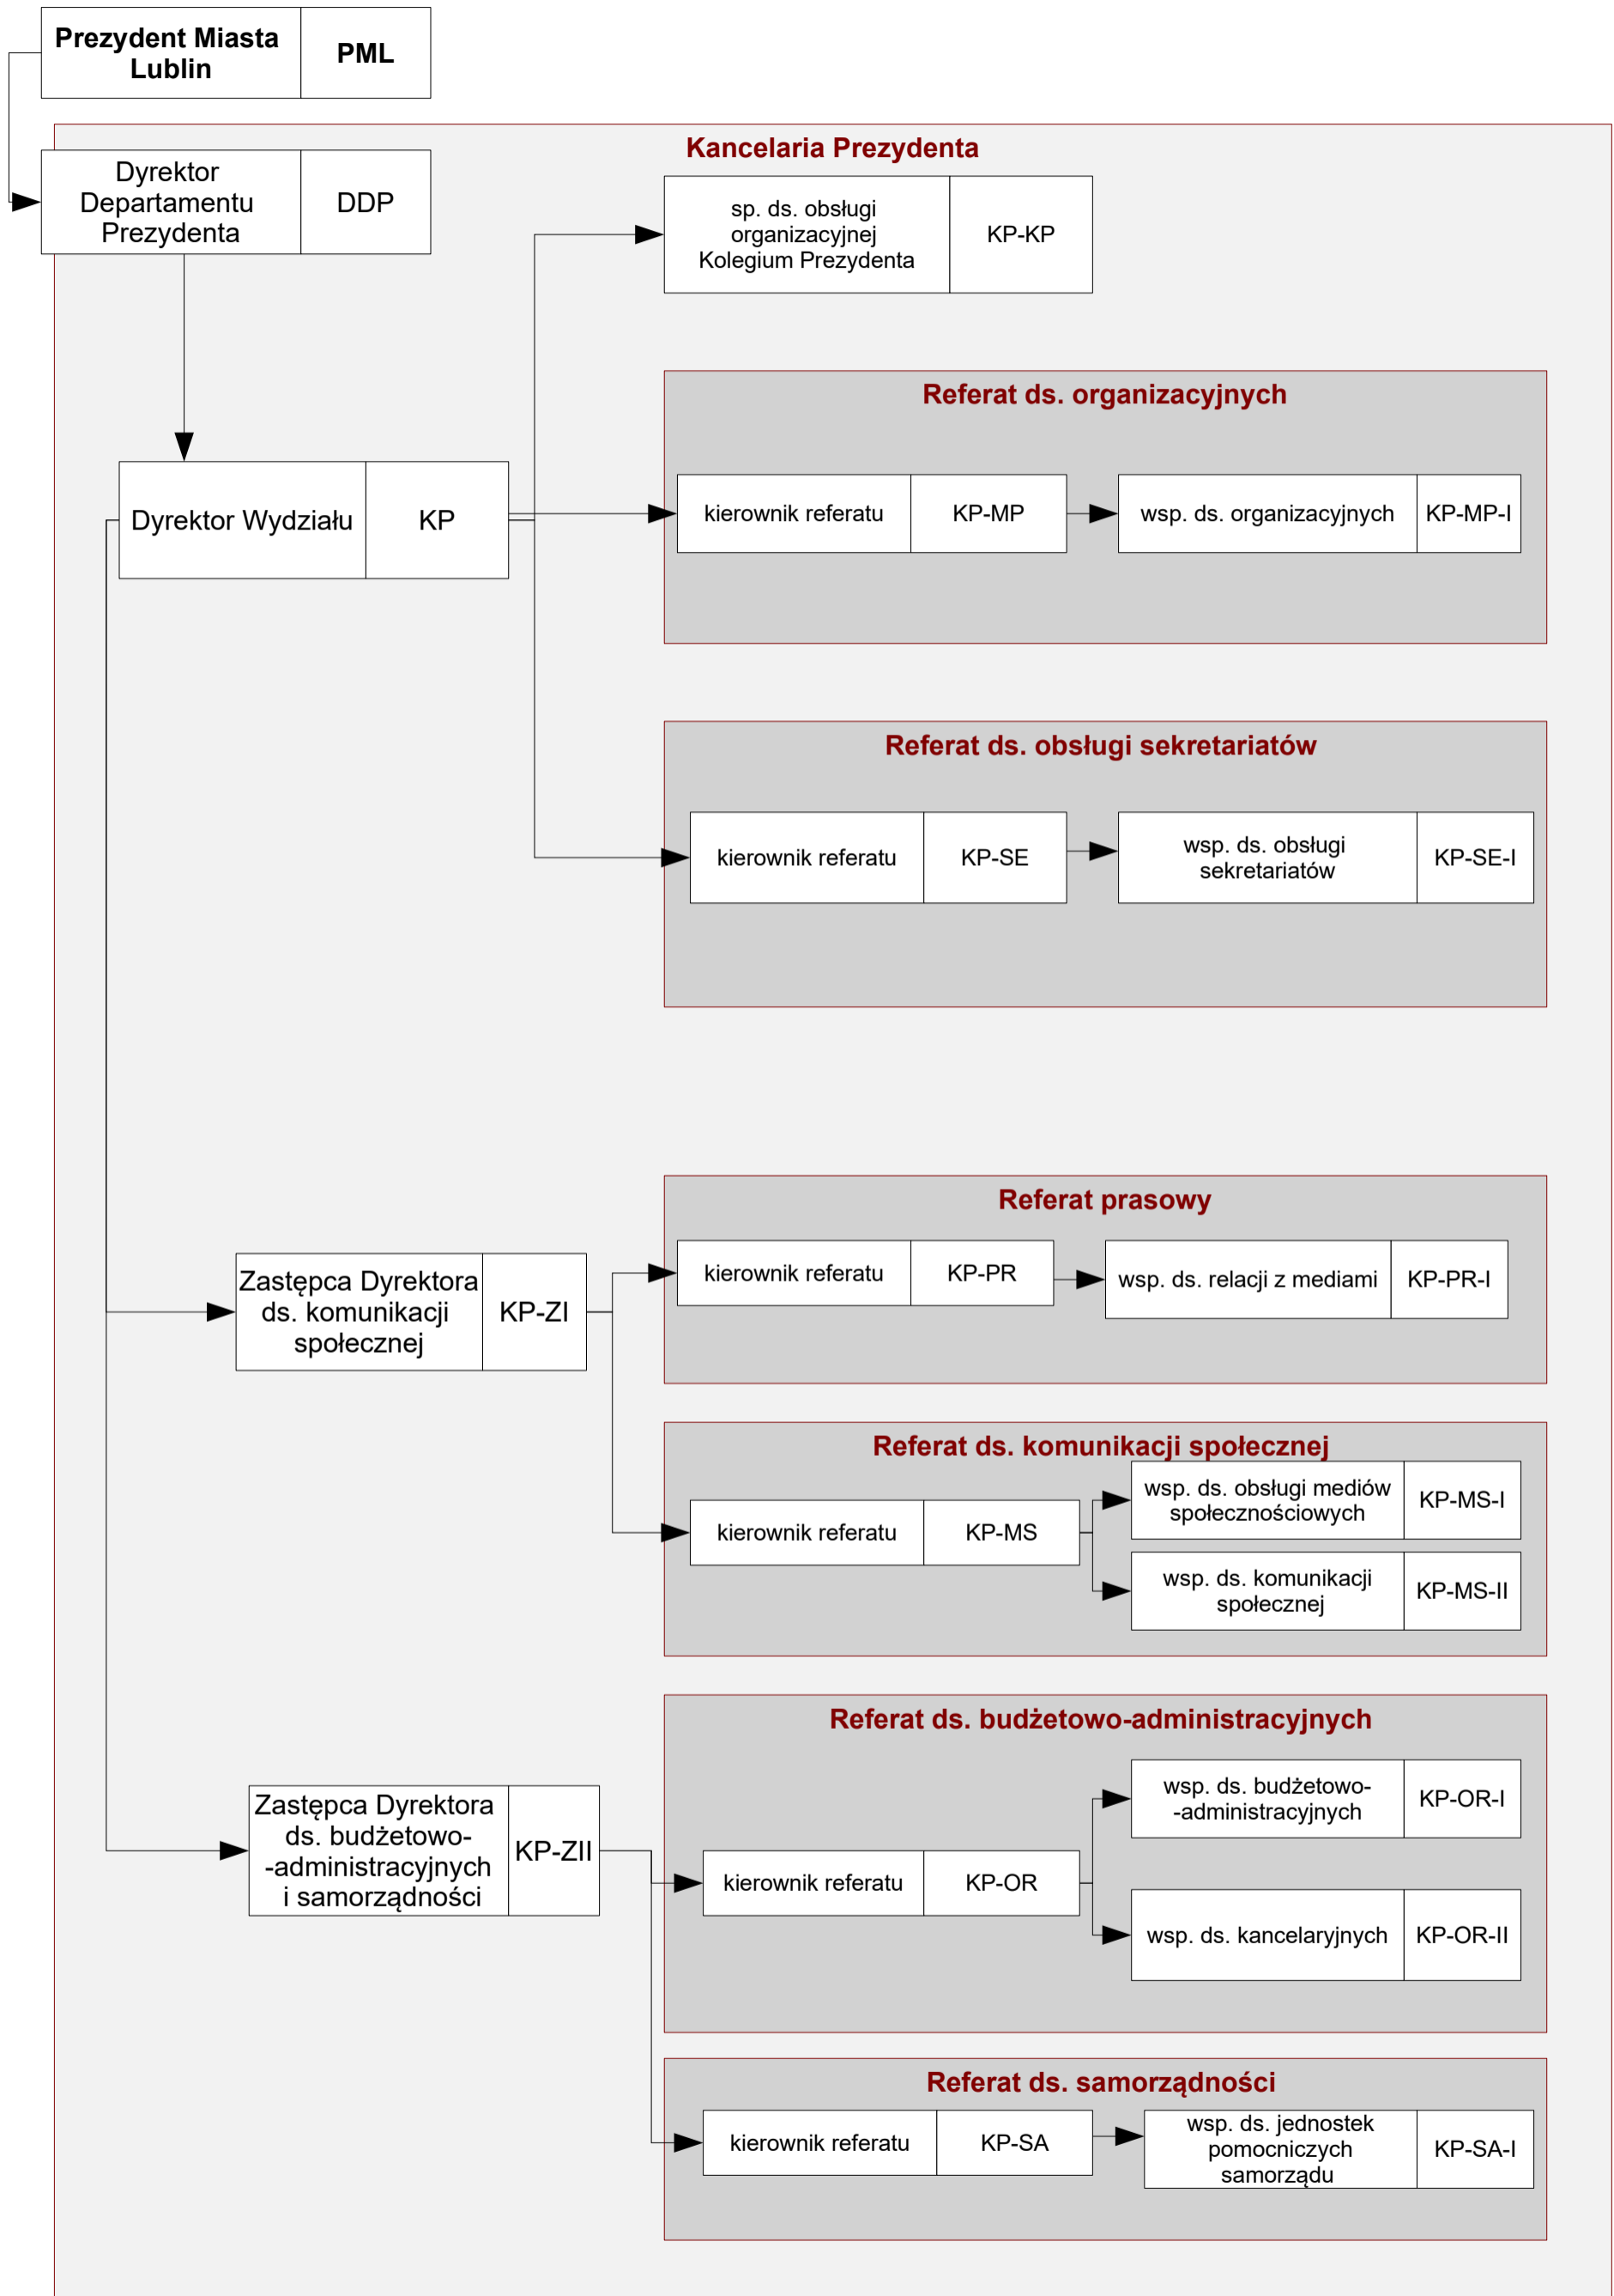 Prezydent Miasta
Lublin
PML
Kancelaria Prezydenta
Dyrektor
Departamentu
Prezydenta
DDP
sp. ds. obsługi
organizacyjnej
Kolegium Prezydenta
KP-KP
Referat ds. organizacyjnych
Dyrektor Wydziału
KP
kierownik referatu
KP-MP
wsp. ds. organizacyjnych
KP-MP-I
Referat ds. obsługi sekretariatów
kierownik referatu
KP-SE
wsp. ds. obsługi
sekretariatów
KP-SE-I
Referat prasowy
Zastępca Dyrektora
ds. komunikacji
społecznej
KP-ZI
kierownik referatu
KP-PR
wsp. ds. relacji z mediami
KP-PR-I
Referat ds. komunikacji społecznej
kierownik referatu
KP-MS
wsp. ds. obsługi mediów
społecznościowych
KP-MS-I
wsp. ds. komunikacji
społecznej
KP-MS-II
Referat ds. budżetowo-administracyjnych
Zastępca Dyrektora
ds. budżetowo-
-administracyjnych
i samorządności
KP-ZII
kierownik referatu
KP-OR
wsp. ds. budżetowo-
-administracyjnych
KP-OR-I
wsp. ds. kancelaryjnych
KP-OR-II
Referat ds. samorządności
kierownik referatu
KP-SA
wsp. ds. jednostek
pomocniczych
samorządu
KP-SA-I